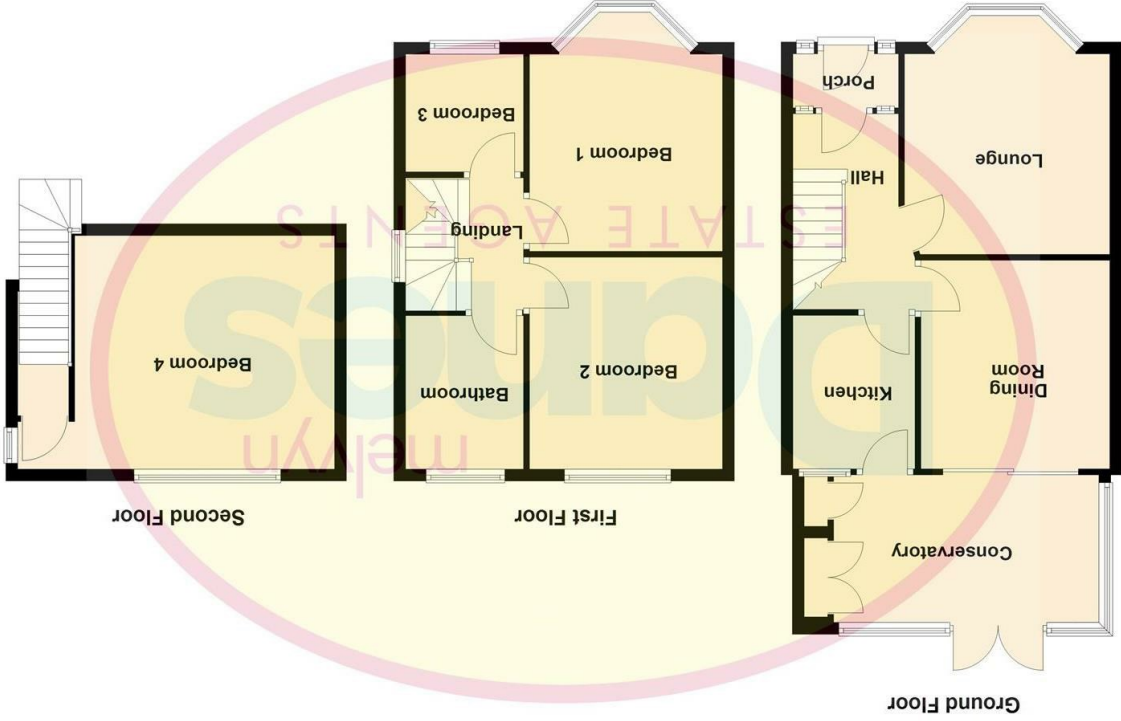 Ground Floor
Conservatory
Dining
Room
Kitchen
Hall
Lounge
Porch
First Floor
Bedroom 2
Bathroom
Landing
Bedroom 1
Bedroom 3
Second Floor
Bedroom 4
melvyn
Danes
ESTATE AGENTS